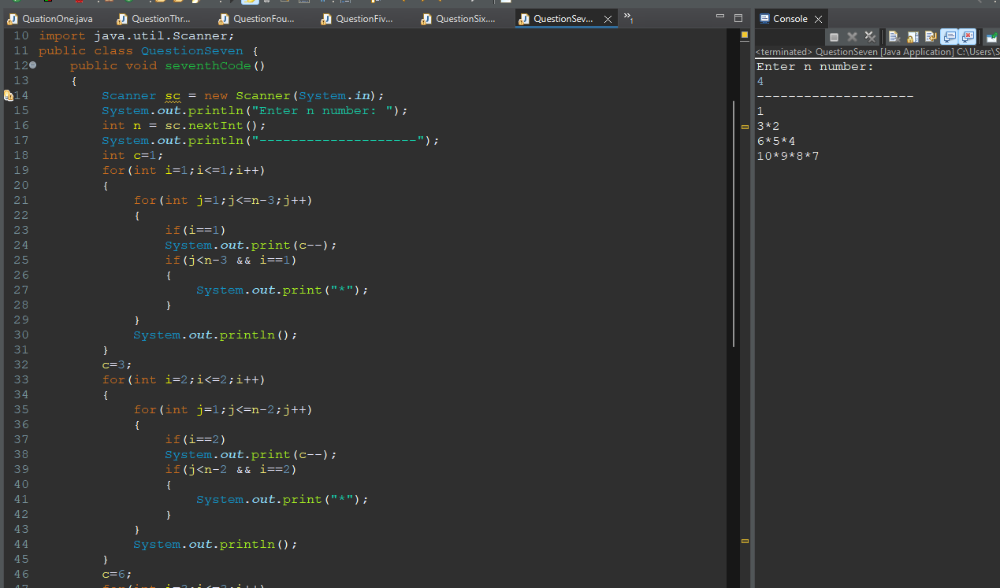 QuationOne.java
QuestionThr...
QuestionFou...
QuestionFiv...
QuestionSix....
QuestionSev...
»1
10 import java.util.Scanner;
11 public class QuestionSeven {
12 public void seventhCode()
13 {
14 Scanner sc = new Scanner(System.in);
15 System.out.println("Enter n number: ");
16 int n = sc.nextInt();
17 System.out.println("--------------------");
18 int c=1;
19 for(int i=1;i<=1;i++)
20 {
21 for(int j=1;j<=n-3;j++)
22 {
23 if(i==1)
24 System.out.print(c--);
25 if(j<n-3 && i==1)
26 {
27 System.out.print("*");
28 }
29 }
30 System.out.println();
31 }
32 c=3;
33 for(int i=2;i<=2;i++)
34 {
35 for(int j=1;j<=n-2;j++)
36 {
37 if(i==2)
38 System.out.print(c--);
39 if(j<n-2 && i==2)
40 {
41 System.out.print("*");
42 }
43 }
44 System.out.println();
45 }
46 c=6;
Console
<terminated> QuestionSeven [Java Application] C:\Users\S
Enter n number:
4
--------------------
1
3*2
6*5*4
10*9*8*7